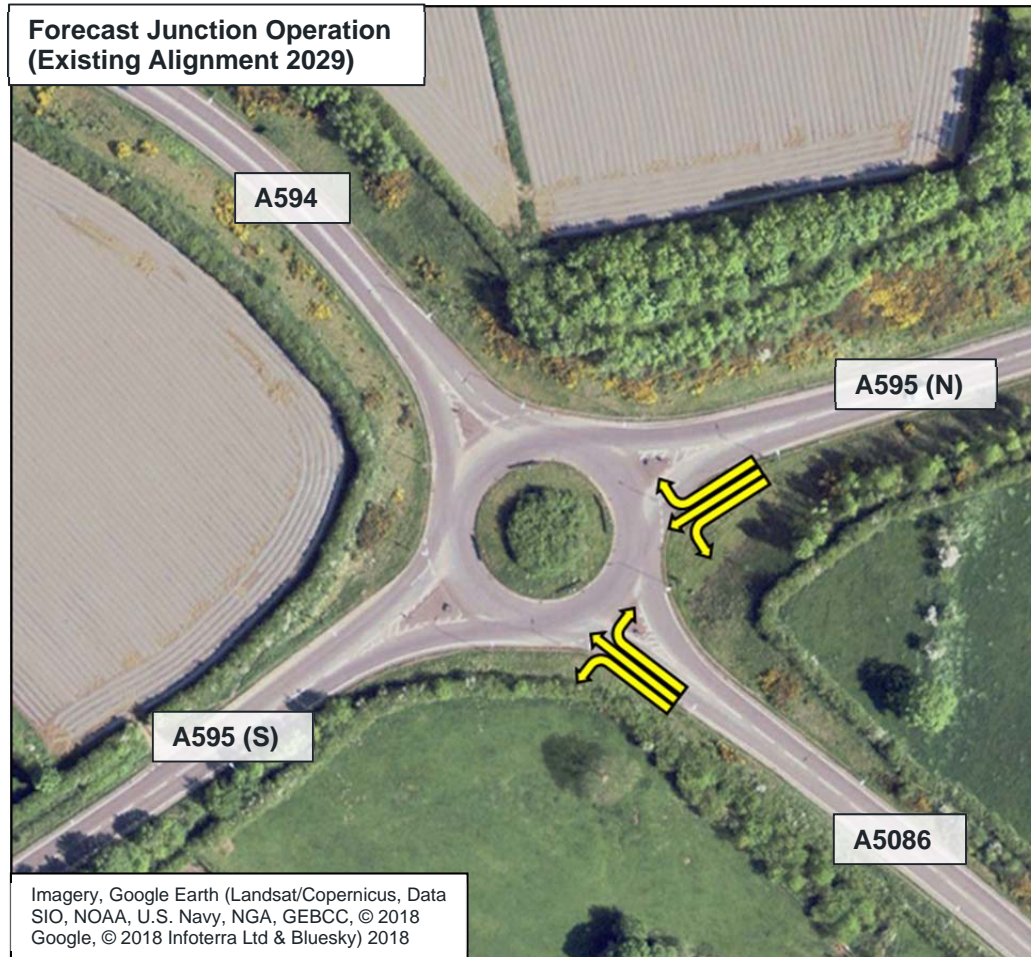 Forecast Junction Operation
(Existing Alignment 2029)
A594
A595 (N)
A595 (S)
A5086
Imagery, Google Earth (Landsat/Copernicus, Data
SIO, NOAA, U.S. Navy, NGA, GEBCC, © 2018
Google, © 2018 Infoterra Ltd & Bluesky) 2018